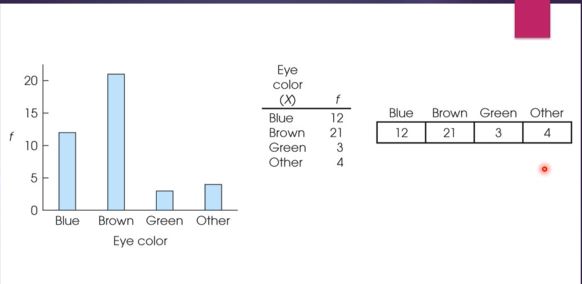 20
15
f
10
5
0
Blue Brown Green Other
Eye color
Eye
color
(X) f
Blue 12
Brown 21
Green 3
Other 4
Blue Brown Green Other
12 21 3 4